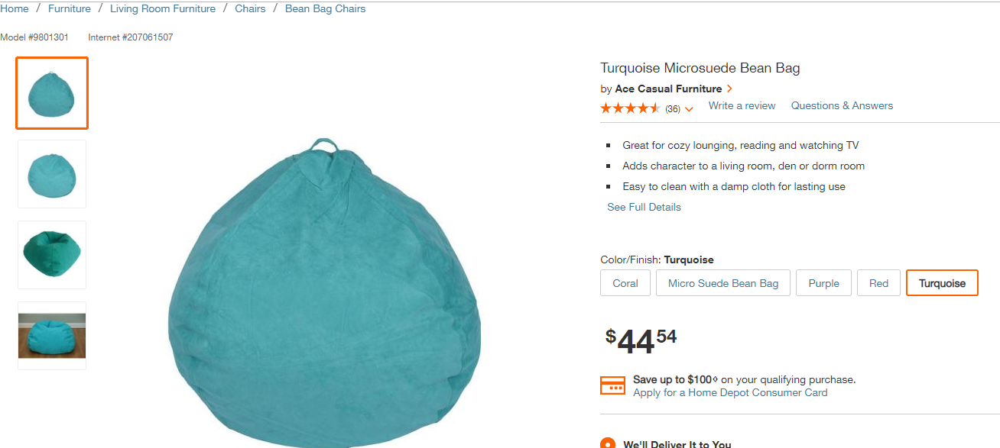 Home / Furniture / Living Room Furniture / Chairs / Bean Bag Chairs
Model #9801301 Internet #207061507
Turquoise Microsuede Bean Bag
by Ace Casual Furniture
(36) Write a review Questions & Answers
Great for cozy lounging, reading and watching TV
Adds character to a living room, den or dorm room
Easy to clean with a damp cloth for lasting use
See Full Details
Color/Finish: Turquoise
Coral Micro Suede Bean Bag Purple Red Turquoise
$44 54
Save up to $100◊ on your qualifying purchase.
Apply for a Home Depot Consumer Card
We'll Deliver It to You